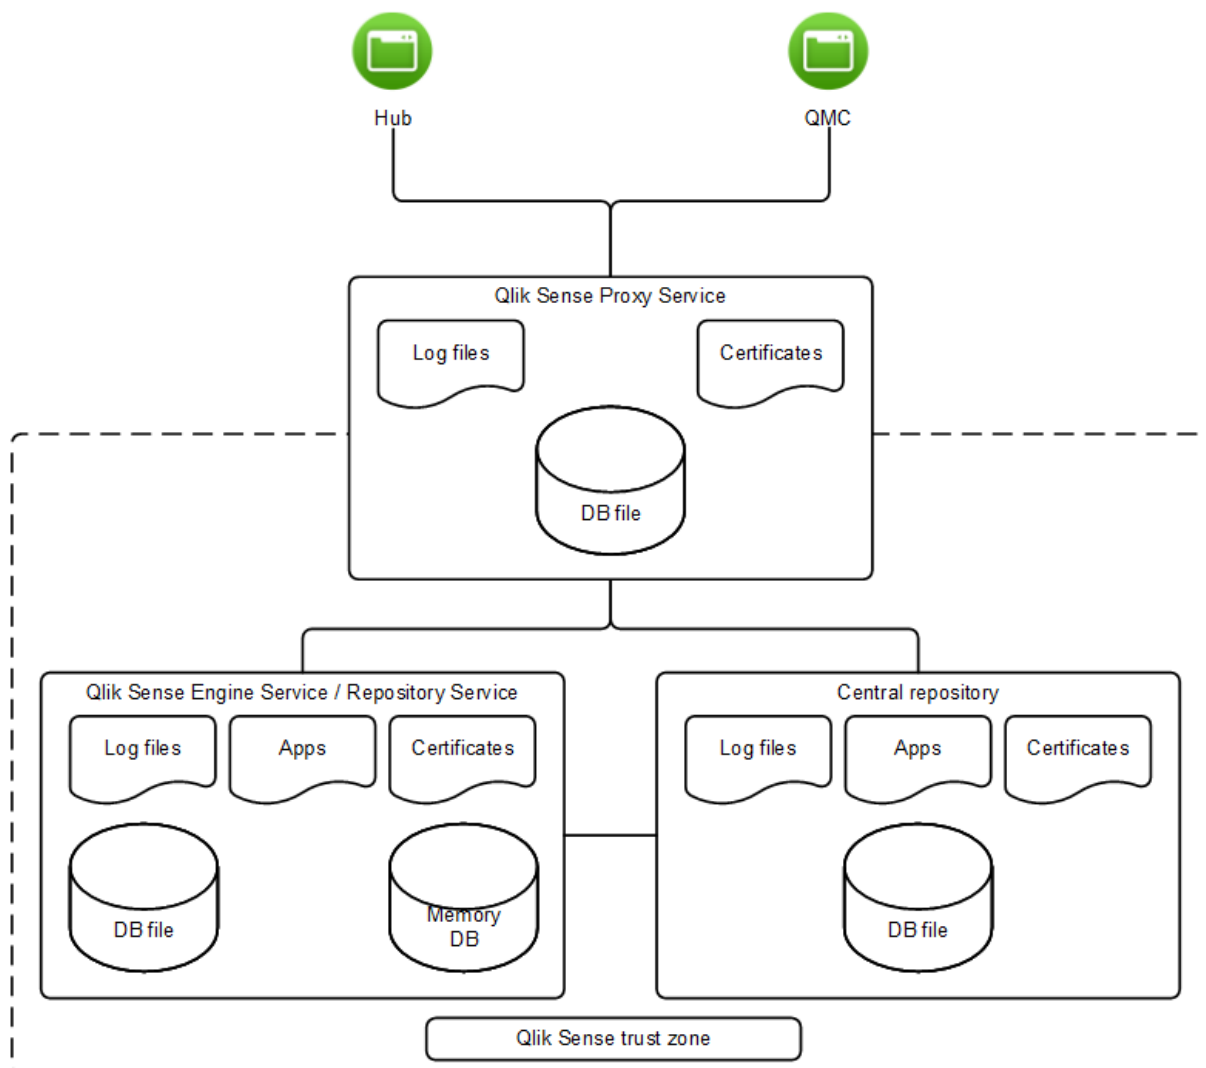 Hub
QMC
Qlik Sense Proxy Service
Log files
Certificates
DB file
Qlik Sense Engine Service / Repository Service
Log files
Apps
Certificates
DB file
Memory
DB
Central repository
Log files
Apps
Certificates
DB file
Qlik Sense trust zone